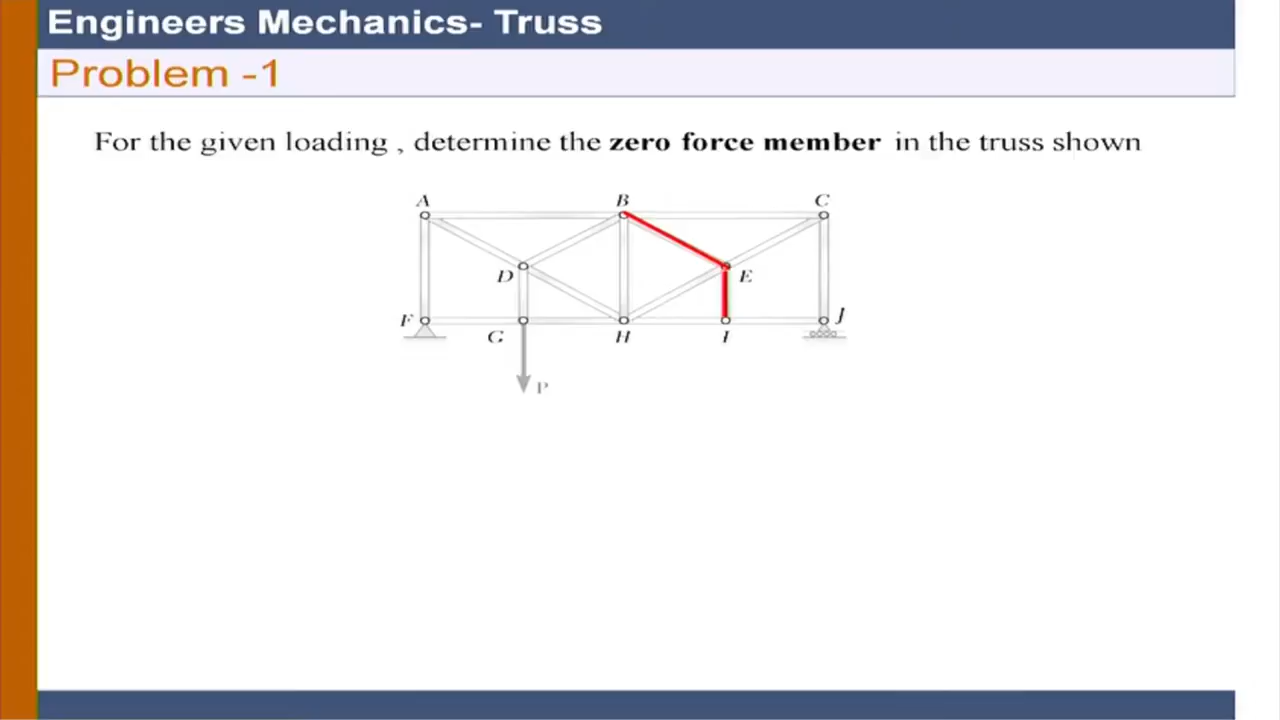 Engineers Mechanics- Truss
Problem -1
For the given loading , determine the zero force member in the truss shown
A B C
D E
F G H I J
P